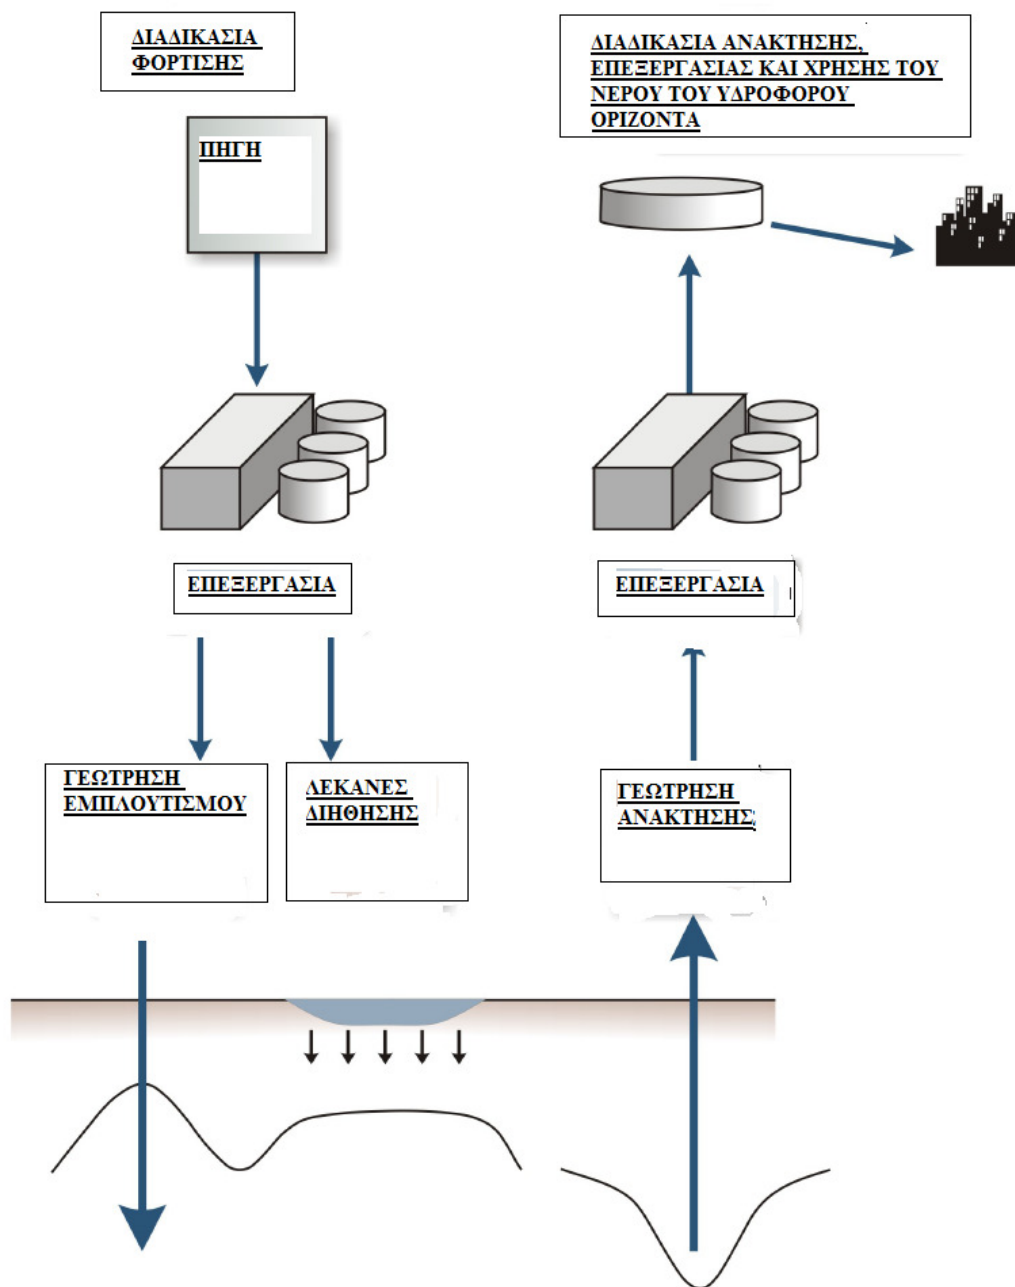 ΔΙΑΔΙΚΑΣΙΑ
ΦΟΡΤΙΣΗΣ
ΠΗΓΗ
ΕΠΕΞΕΡΓΑΣΙΑ
ΓΕΩΤΡΗΣΗ
ΕΜΠΛΟΥΤΙΣΜΟΥ
ΛΕΚΑΝΕΣ
ΔΙΗΘΗΣΗΣ
ΔΙΑΔΙΚΑΣΙΑ ΑΝΑΚΤΗΣΗΣ,
ΕΠΕΞΕΡΓΑΣΙΑΣ ΚΑΙ ΧΡΗΣΗΣ ΤΟΥ
ΝΕΡΟΥ ΤΟΥ ΥΔΡΟΦΟΡΟΥ
ΟΡΙΖΟΝΤΑ
ΕΠΕΞΕΡΓΑΣΙΑ
ΓΕΩΤΡΗΣΗ
ΑΝΑΚΤΗΣΗΣ